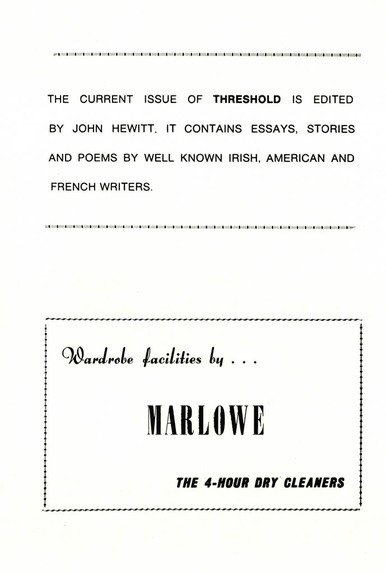 THE CURRENT ISSUE OF THRESHOLD IS EDITED
BY JOHN HEWITT. IT CONTAINS ESSAYS, STORIES
AND POEMS BY WELL KNOWN IRISH, AMERICAN AND
FRENCH WRITERS.
Wardrobe facilities by . . .
MARLOWE
THE 4-HOUR DRY CLEANERS